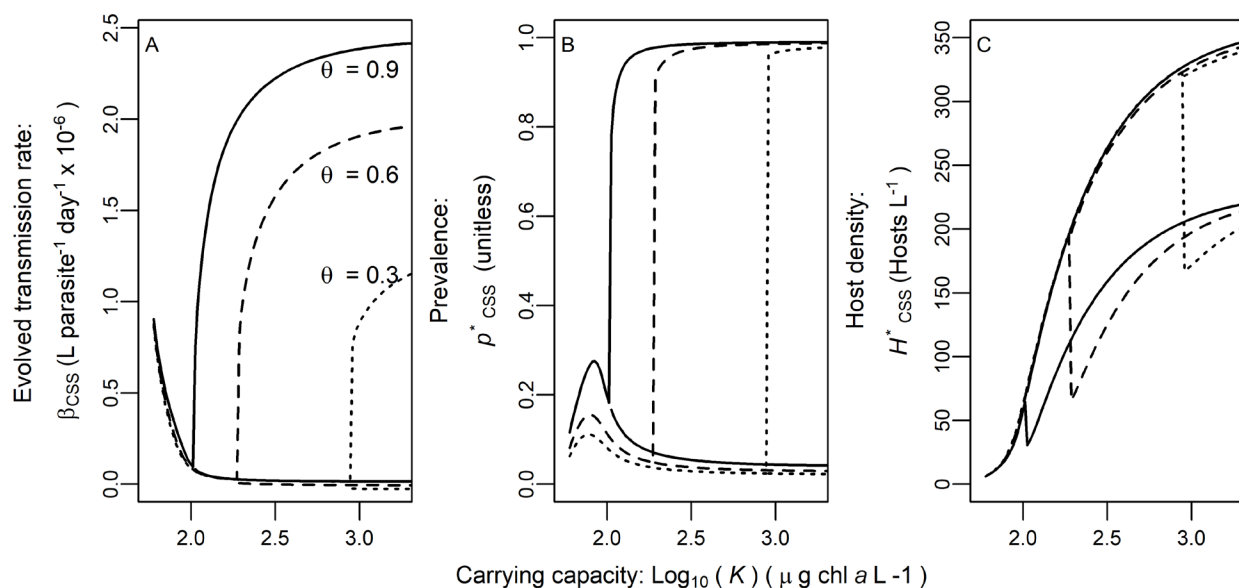 Evolved transmission rate:
βCSS (L parasite⁻¹ day⁻¹ x 10⁻⁶)
0.0 0.5 1.0 1.5 2.0 2.5
A
θ = 0.9
θ = 0.6
θ = 0.3
2.0 2.5 3.0
Prevalence:
p* CSS (unitless)
0.0 0.2 0.4 0.6 0.8 1.0
B
2.0 2.5 3.0
Host density:
H* CSS (Hosts L⁻¹)
0 50 100 150 200 250 300 350
C
2.0 2.5 3.0
Carrying capacity: Log₁₀ ( K ) ( μ g chl a L -1 )